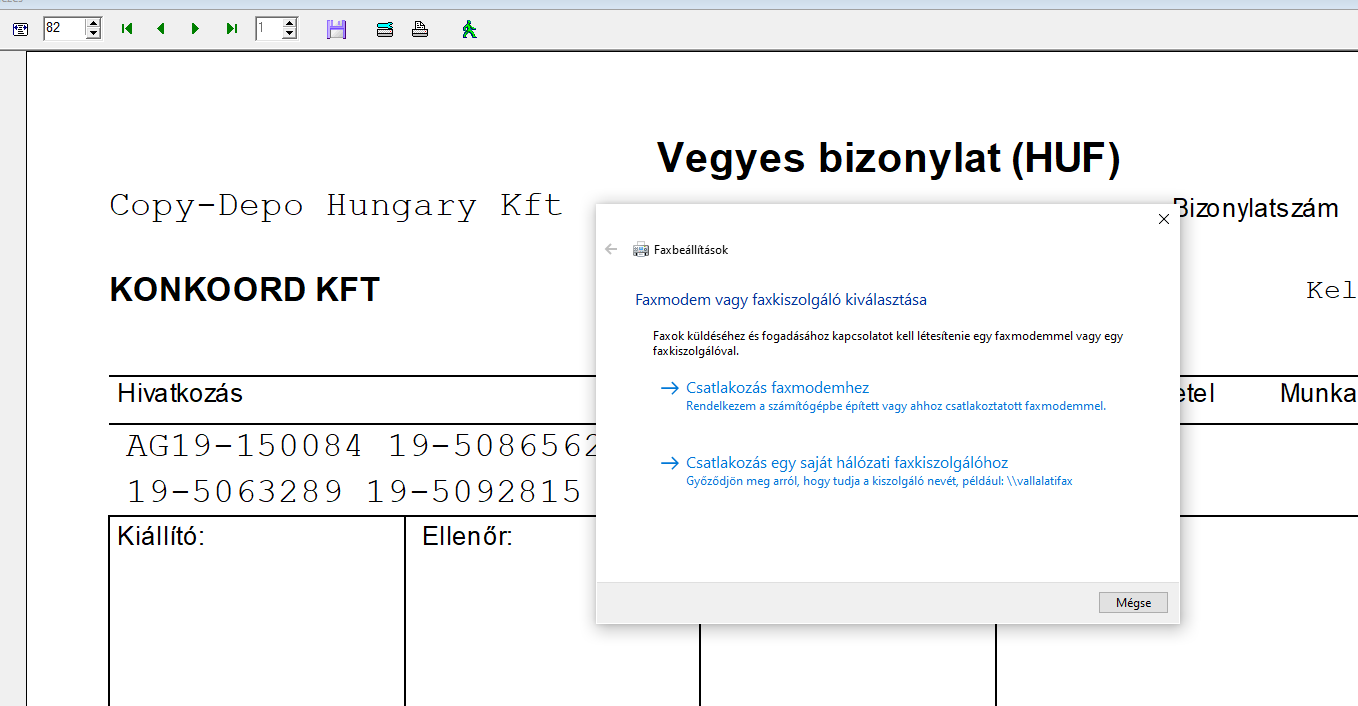 82
1
Vegyes bizonylat (HUF)
Copy-Depo Hungary Kft
Bizonylatszám
KONKOORD KFT
Kel
Hivatkozás
etel
Munka
AG19-150084 19-5086562
19-5063289 19-5092815
Kiállító:
Ellenőr:
Faxbeállítások
Faxmodem vagy faxkiszolgáló kiválasztása
Faxok küldéséhez és fogadásához kapcsolatot kell létesítenie egy faxmodemmel vagy egy
faxkiszolgálóval.
Csatlakozás faxmodemhez
Rendelkezem a számítógépbe épített vagy ahhoz csatlakoztatott faxmodemmel.
Csatlakozás egy saját hálózati faxkiszolgálóhoz
Győződjön meg arról, hogy tudja a kiszolgáló nevét, például: \\vallalatifax
Mégse